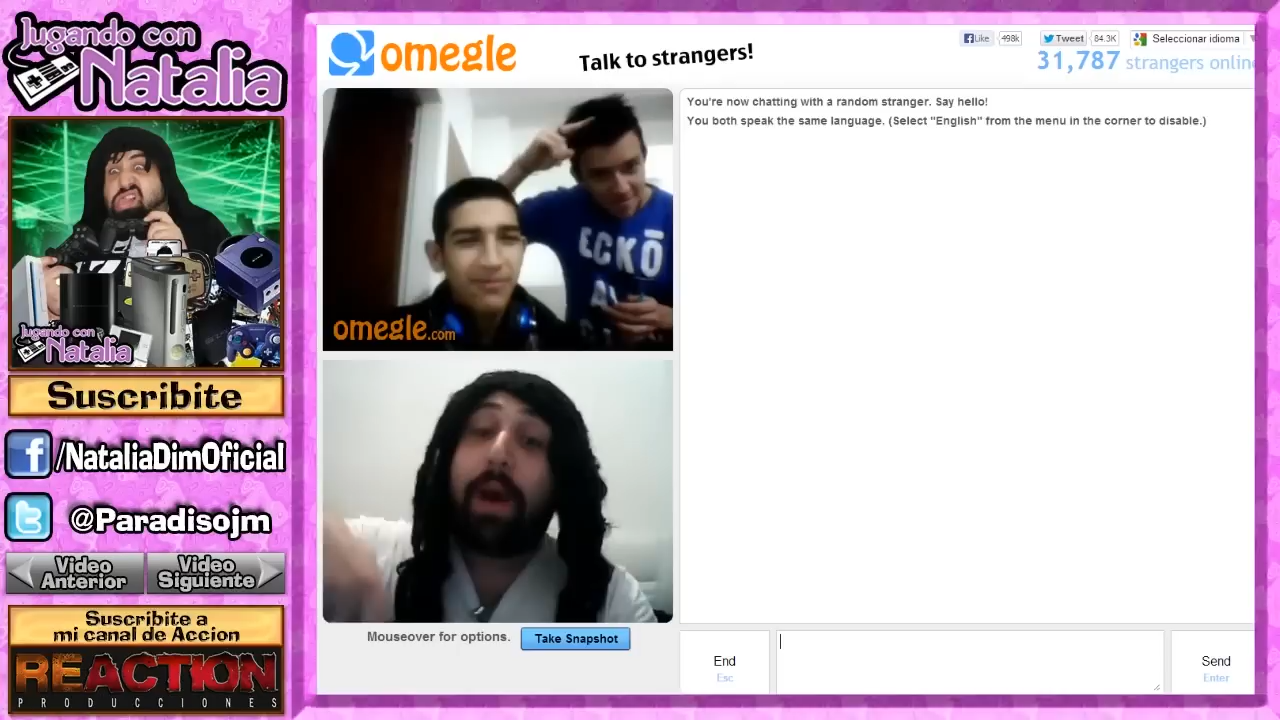 Jugando con
Natalia
Jugando con
Natalia
Suscribite
f/NataliaDimOficial
@Paradisojm
Video
Anterior
Video
Siguiente
Suscribite a
mi canal de Accion
REACTION
PRODUCCIONES
omegle
Talk to strangers!
Like 498k
Tweet 84.3K
Seleccionar idioma
31,787 strangers online
ECKŌ
omegle.com
Mouseover for options.
Take Snapshot
You're now chatting with a random stranger. Say hello!
You both speak the same language. (Select "English" from the menu in the corner to disable.)
End
Esc
Send
Enter